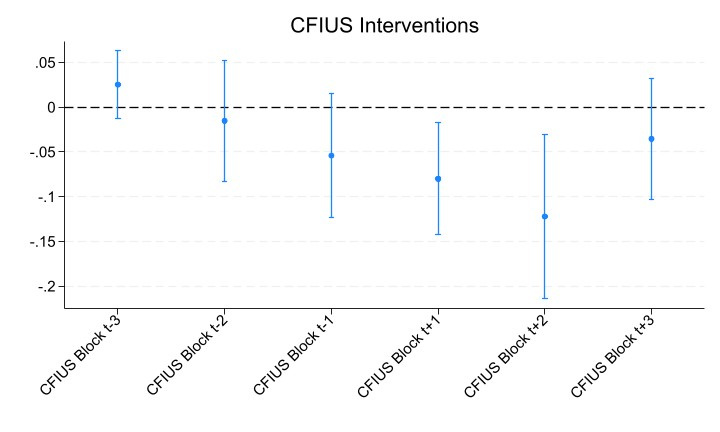 CFIUS Interventions
.05
0
-.05
-.1
-.15
-.2
CFIUS Block t-3
CFIUS Block t-2
CFIUS Block t-1
CFIUS Block t+1
CFIUS Block t+2
CFIUS Block t+3